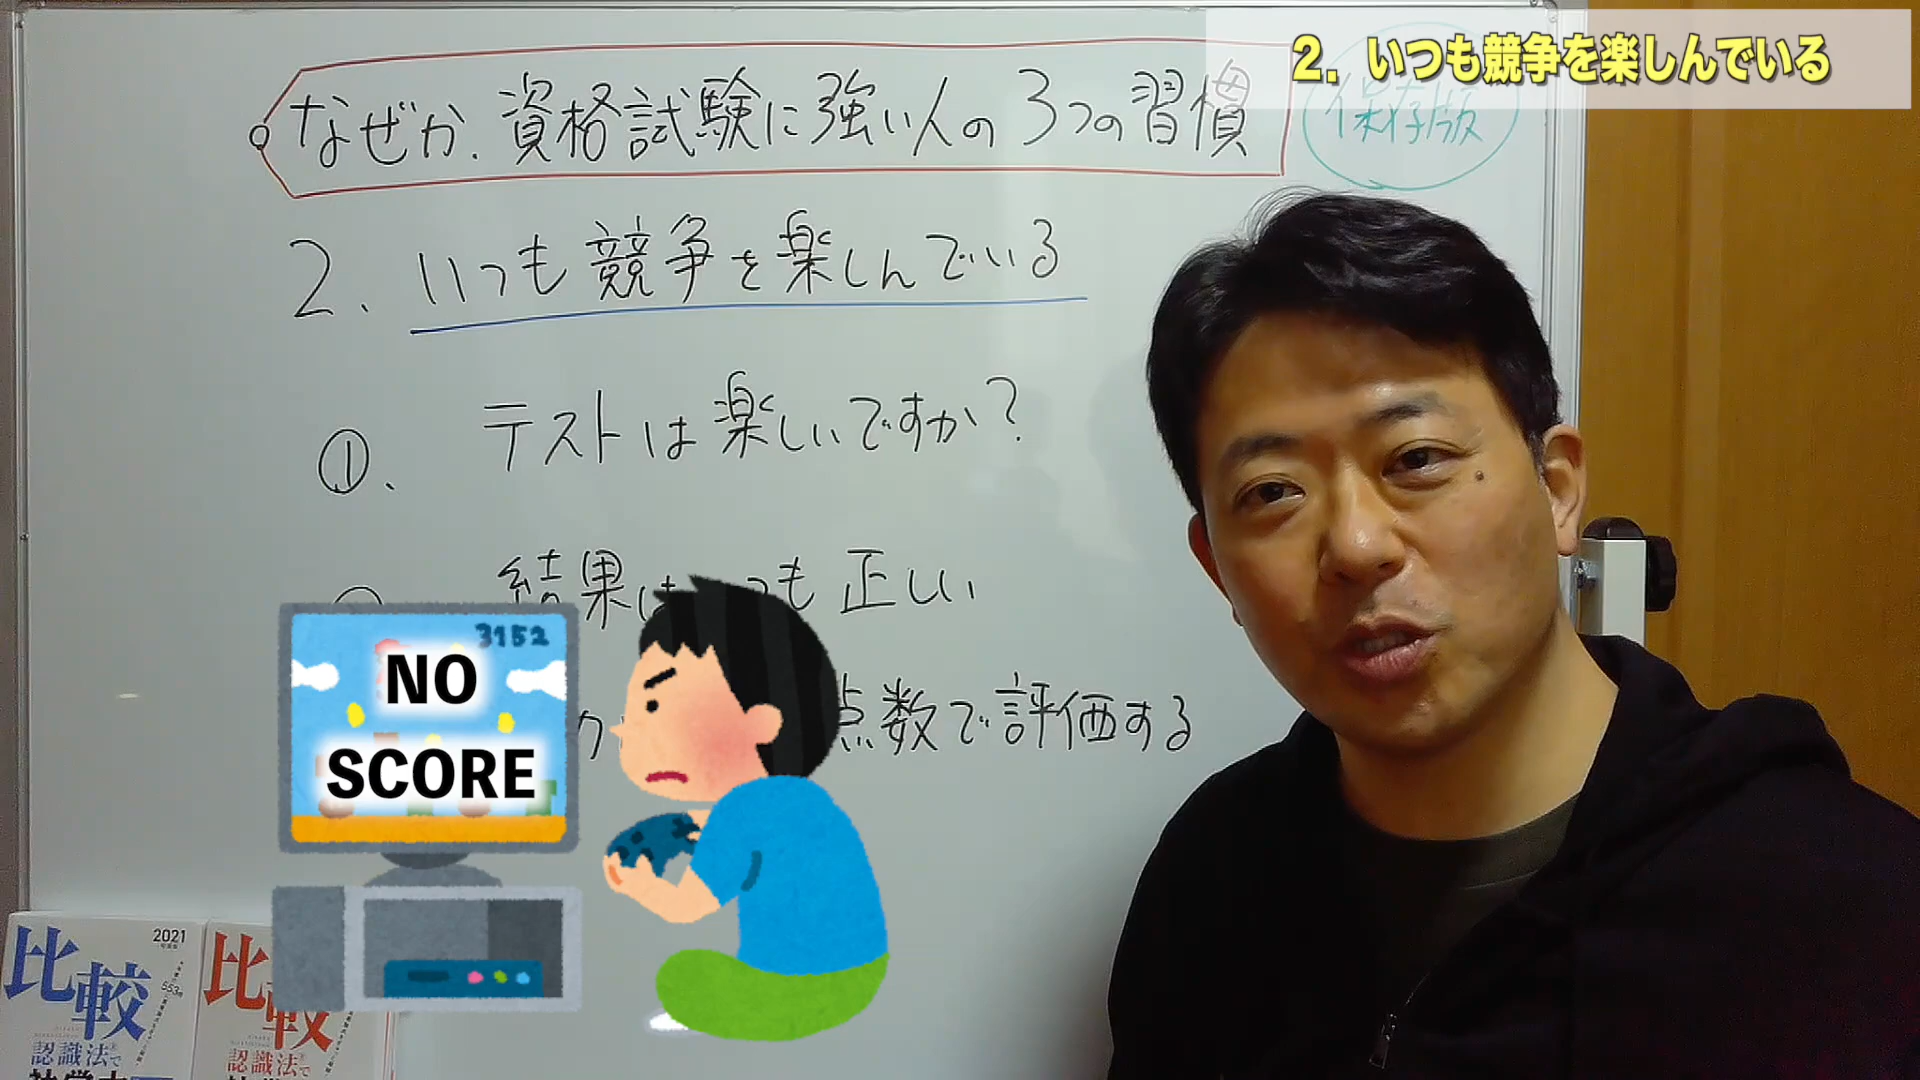 2. いつも競争を楽しんでいる
なぜか.資格試験に強い人の3つの習慣
保存版
2. いつも競争を楽しんでいる
①. テストは楽しいですか?
結果は も正しい
点数で評価する
3152
NO
SCORE
2021
比較
認識法で
比較
認識法で